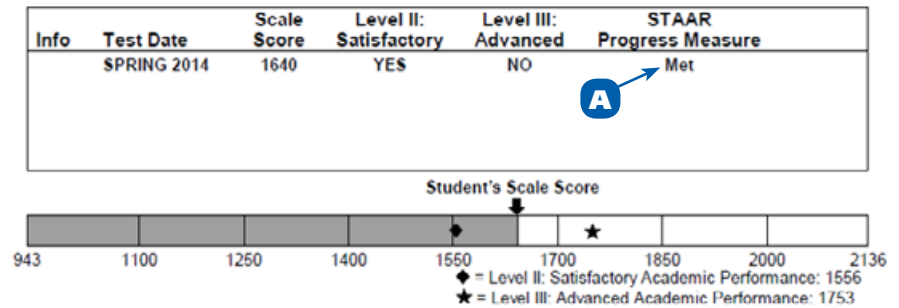 Info Test Date Scale Score Level II: Satisfactory Level III: Advanced STAAR Progress Measure
SPRING 2014 1640 YES NO Met
A
Student's Scale Score
943 1100 1250 1400 1550 1700 1850 2000 2136
◆ = Level II: Satisfactory Academic Performance: 1556
★ = Level III: Advanced Academic Performance: 1753